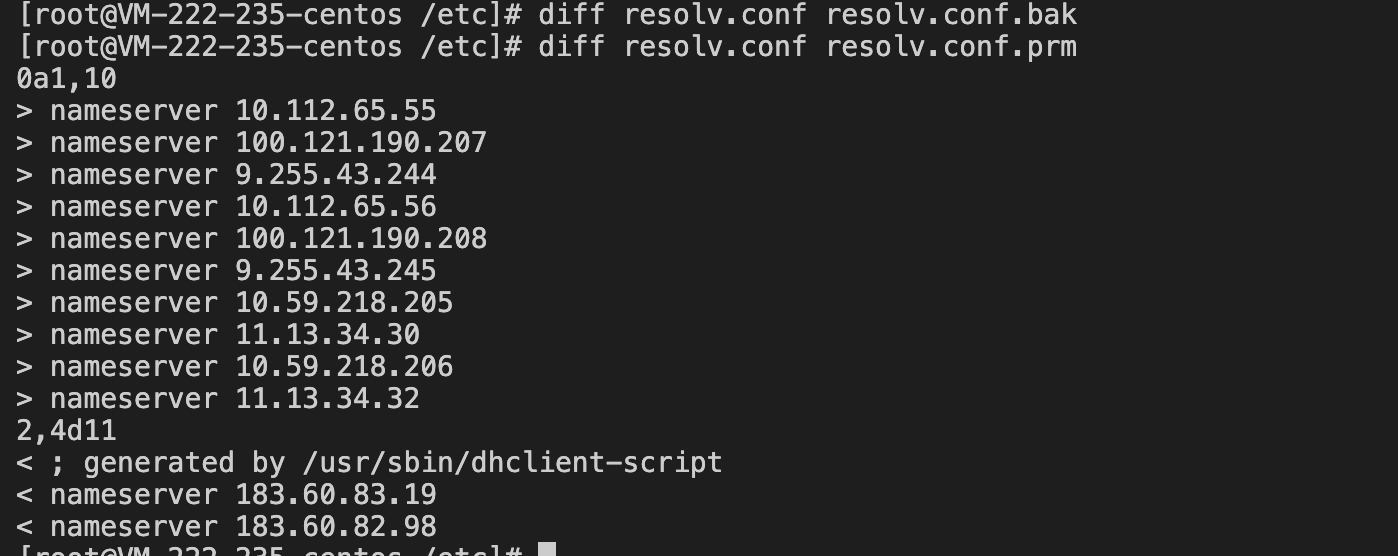 [root@VM-222-235-centos /etc]# diff resolv.conf resolv.conf.bak
[root@VM-222-235-centos /etc]# diff resolv.conf resolv.conf.prm
0a1,10
> nameserver 10.112.65.55
> nameserver 100.121.190.207
> nameserver 9.255.43.244
> nameserver 10.112.65.56
> nameserver 100.121.190.208
> nameserver 9.255.43.245
> nameserver 10.59.218.205
> nameserver 11.13.34.30
> nameserver 10.59.218.206
> nameserver 11.13.34.32
2,4d11
< ; generated by /usr/sbin/dhclient-script
< nameserver 183.60.83.19
< nameserver 183.60.82.98
[root@VM-222-235-centos /etc]#